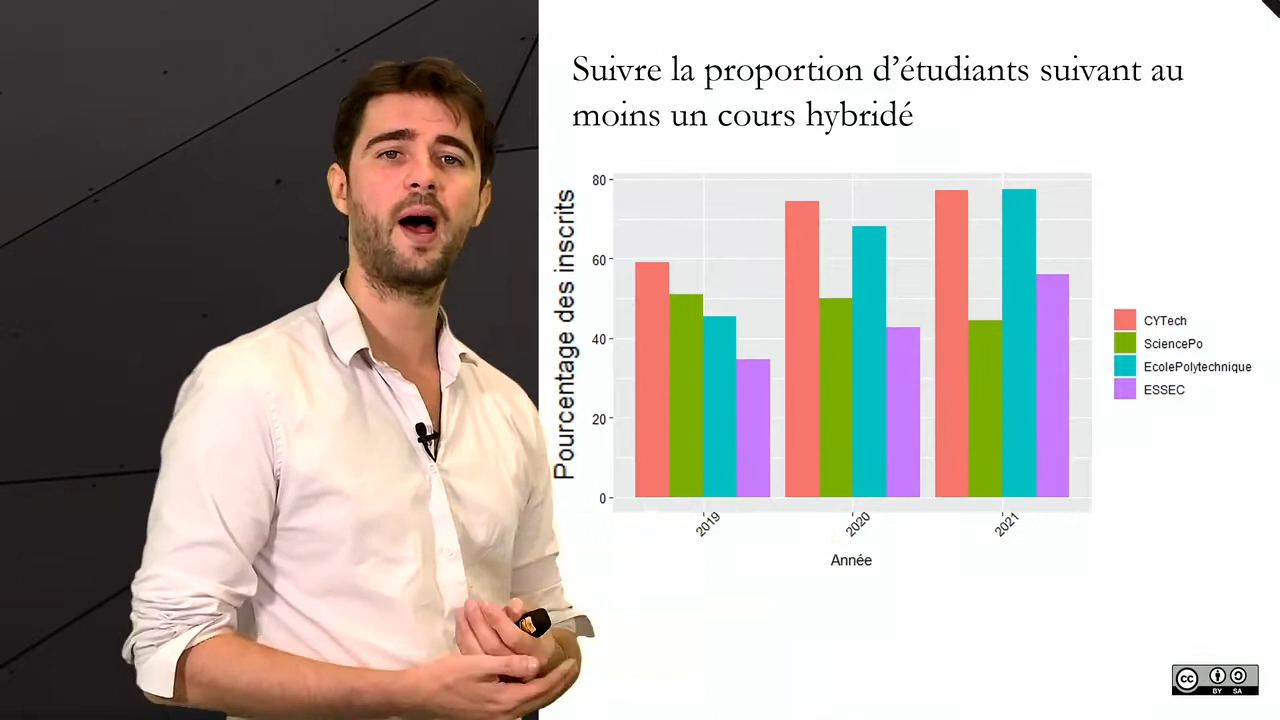 Suivre la proportion d'étudiants suivant au
moins un cours hybridé
Pourcentage des inscrits
80
60
40
20
0
2019
2020
2021
Année
CYTech
SciencePo
EcolePolytechnique
ESSEC
cc
BY SA